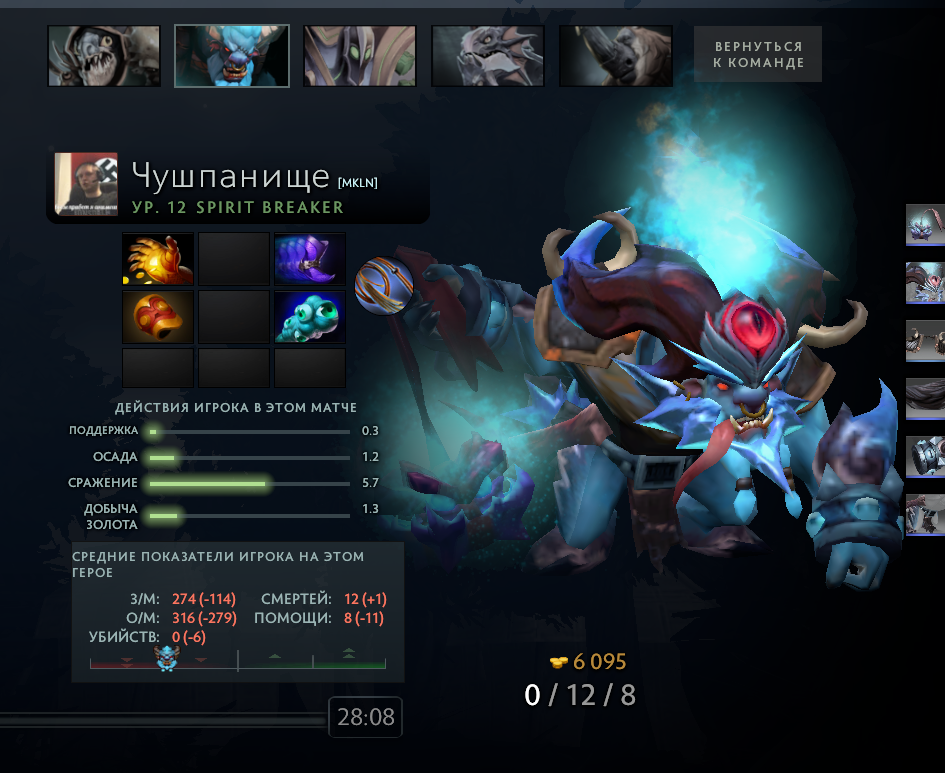 ВЕРНУТЬСЯ
К КОМАНДЕ
Чушпанище [MKLN]
УР. 12 SPIRIT BREAKER
ДЕЙСТВИЯ ИГРОКА В ЭТОМ МАТЧЕ
ПОДДЕРЖКА 0.3
ОСАДА 1.2
СРАЖЕНИЕ 5.7
ДОБЫЧА
ЗОЛОТА 1.3
СРЕДНИЕ ПОКАЗАТЕЛИ ИГРОКА НА ЭТОМ
ГЕРОЕ
З/М: 274 (-114) СМЕРТЕЙ: 12 (+1)
О/М: 316 (-279) ПОМОЩИ: 8 (-11)
УБИЙСТВ: 0 (-6)
6 095
0 / 12 / 8
28:08